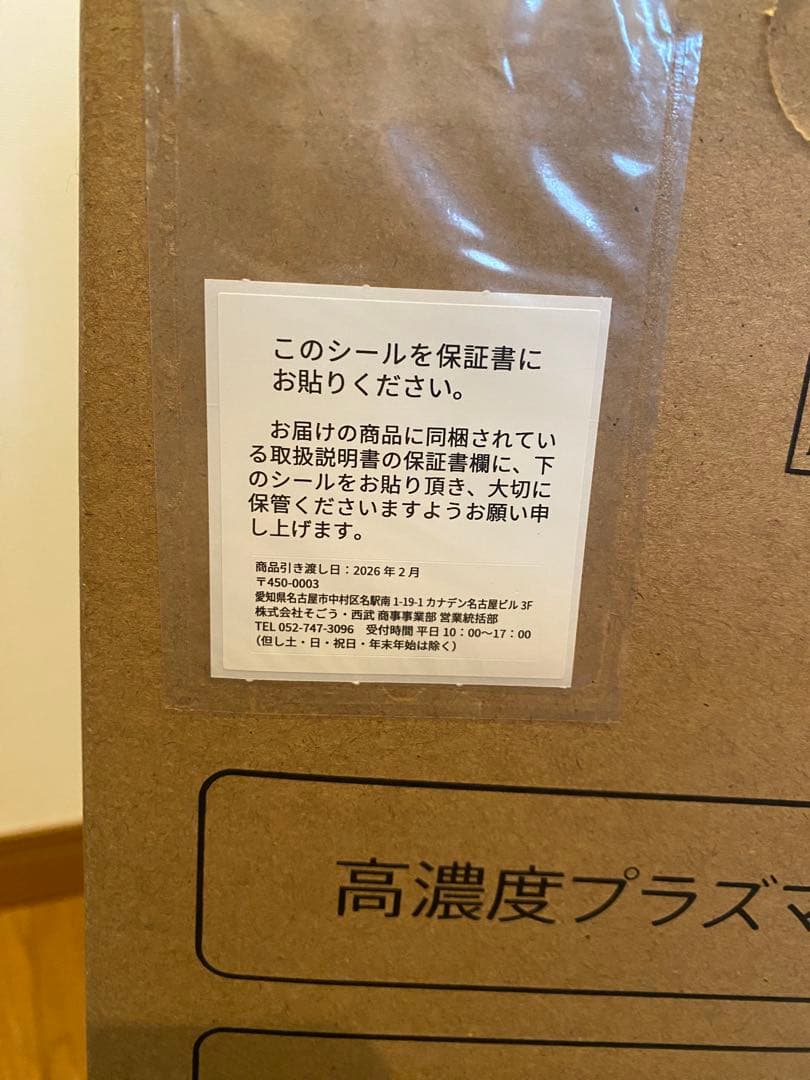 このシールを保証書に
お貼りください。
お届けの商品に同梱されてい
る取扱説明書の保証書欄に、下
のシールをお貼り頂き、大切に
保管くださいますようお願い申
し上げます。
商品引き渡し日：2026 年 2 月
〒450-0003
愛知県名古屋市中村区名駅南 1-19-1 カナデン名古屋ビル 3F
株式会社そごう・西武 商事事業部 営業統括部
TEL 052-747-3096　受付時間 平日 10：00～17：00
（但し土・日・祝日・年末年始は除く）
高濃度プラズマ